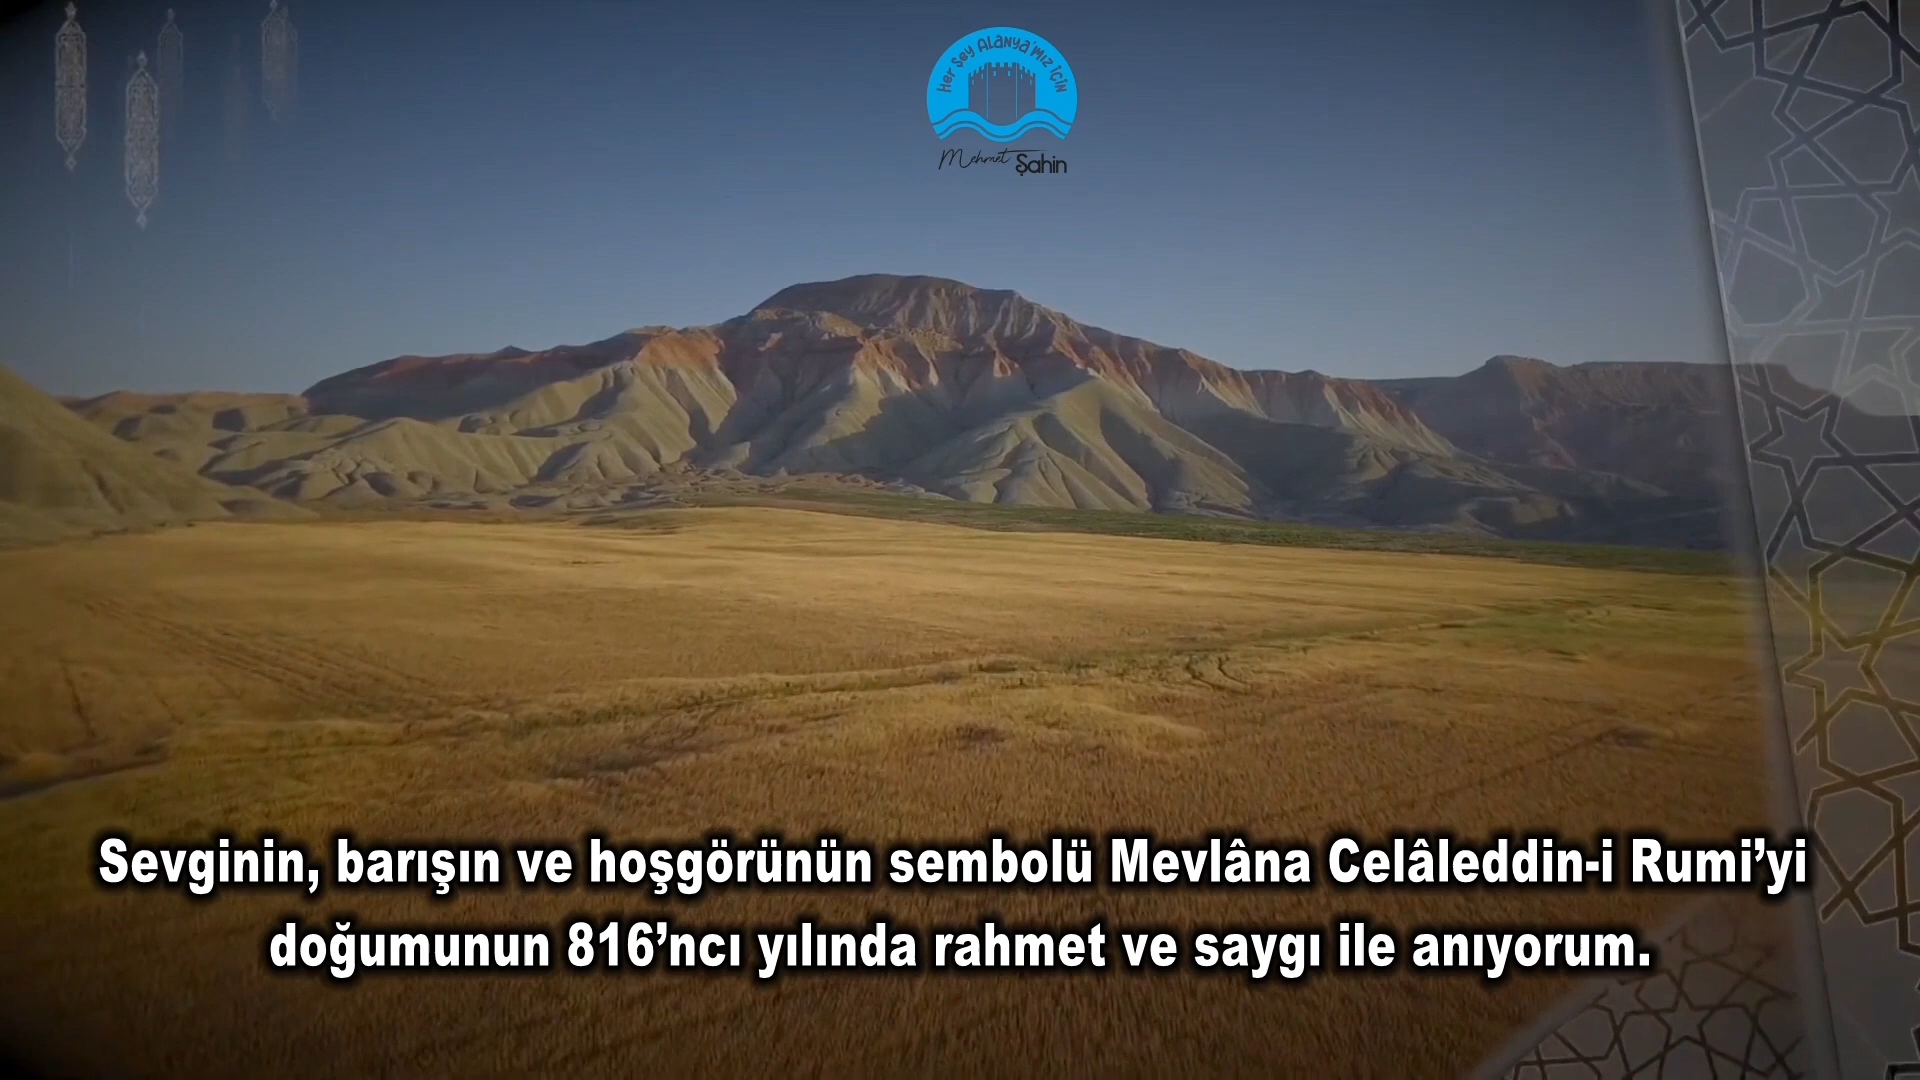 Her Şey Alanya'mız İçin
Mehmet Şahin
Sevginin, barışın ve hoşgörünün sembolü Mevlâna Celâleddin-i Rumi’yi
doğumunun 816’ncı yılında rahmet ve saygı ile anıyorum.